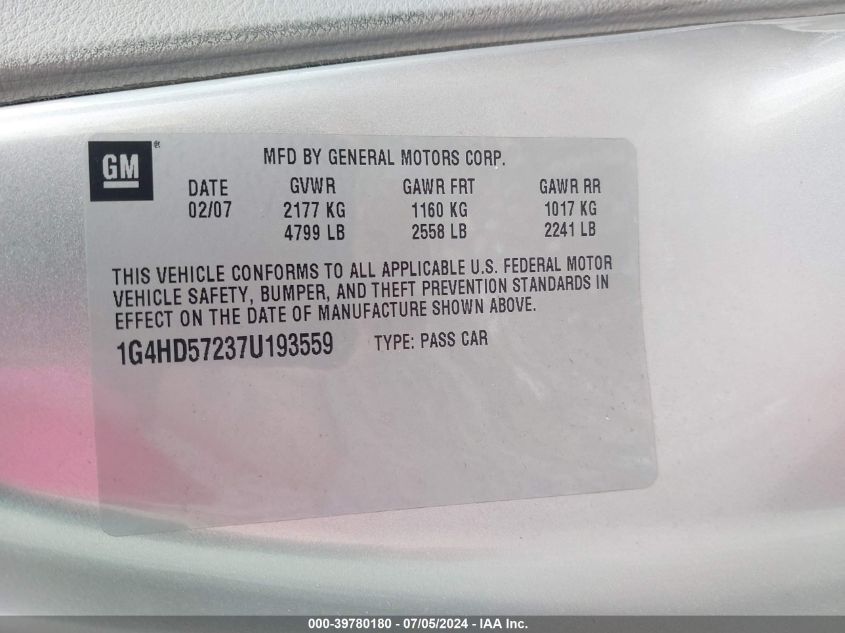 GM®
MFD BY GENERAL MOTORS CORP.
DATE GVWR GAWR FRT GAWR RR
02/07 2177 KG 1160 KG 1017 KG
4799 LB 2558 LB 2241 LB
THIS VEHICLE CONFORMS TO ALL APPLICABLE U.S. FEDERAL MOTOR
VEHICLE SAFETY, BUMPER, AND THEFT PREVENTION STANDARDS IN
EFFECT ON THE DATE OF MANUFACTURE SHOWN ABOVE.
1G4HD57237U193559 TYPE: PASS CAR
000-39780180 - 07/05/2024 - IAA Inc.